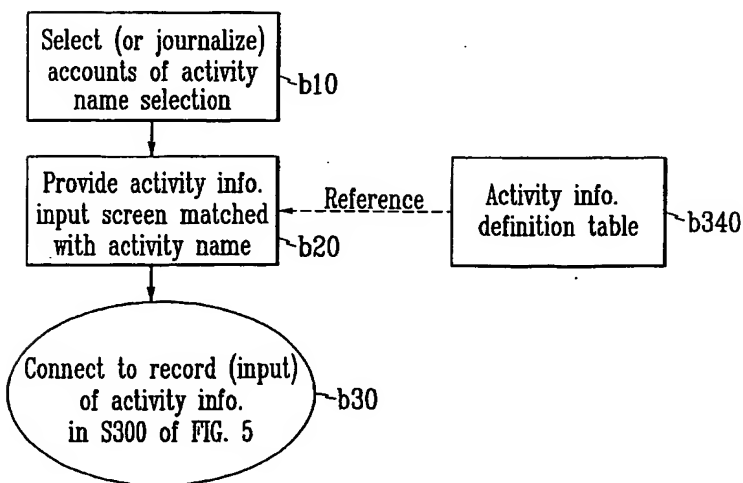 Select (or journalize)
accounts of activity
name selection
b10
Provide activity info.
input screen matched
with activity name
b20
Reference
Activity info.
definition table
b340
Connect to record (input)
of activity info.
in S300 of FIG. 5
b30